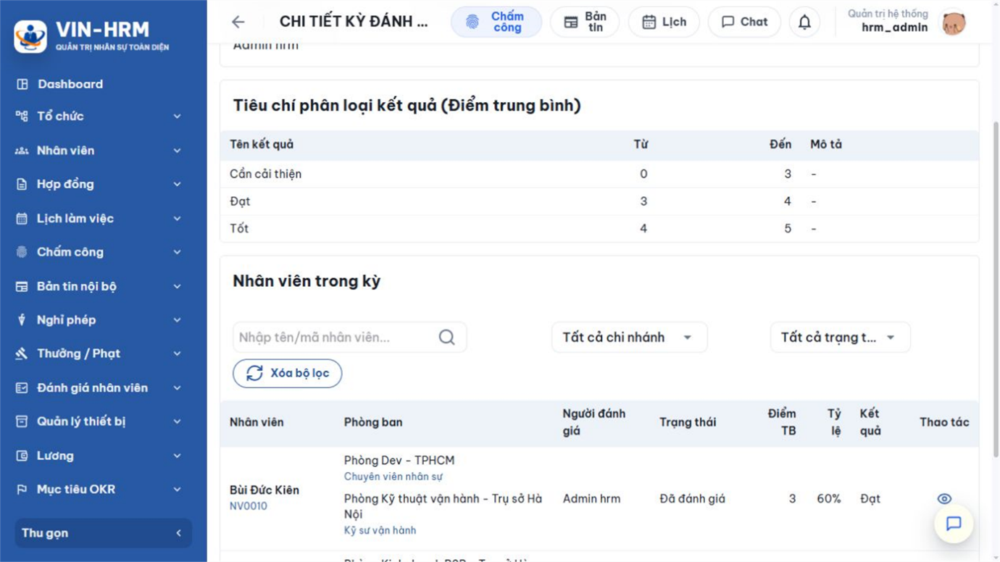 VIN-HRM
QUẢN TRỊ NHÂN SỰ TOÀN DIỆN
Dashboard
Tổ chức
Nhân viên
Hợp đồng
Lịch làm việc
Chấm công
Bản tin nội bộ
Nghỉ phép
Thưởng / Phạt
Đánh giá nhân viên
Quản lý thiết bị
Lương
Mục tiêu OKR
Thu gọn
CHI TIẾT KỲ ĐÁNH ...
Chấm công
Bản tin
Lịch
Chat
Quản trị hệ thống
hrm_admin
Admin hrm
Tiêu chí phân loại kết quả (Điểm trung bình)
Tên kết quả Từ Đến Mô tả
Cần cải thiện 0 3 -
Đạt 3 4 -
Tốt 4 5 -
Nhân viên trong kỳ
Nhập tên/mã nhân viên...
Tất cả chi nhánh
Tất cả trạng t...
Xóa bộ lọc
Nhân viên Phòng ban Người đánh giá Trạng thái Điểm TB Tỷ lệ Kết quả Thao tác
Bùi Đức Kiên
NV0010
Phòng Dev - TPHCM
Chuyên viên nhân sự
Phòng Kỹ thuật vận hành - Trụ sở Hà
Nội
Kỹ sư vận hành
Admin hrm Đã đánh giá 3 60% Đạt